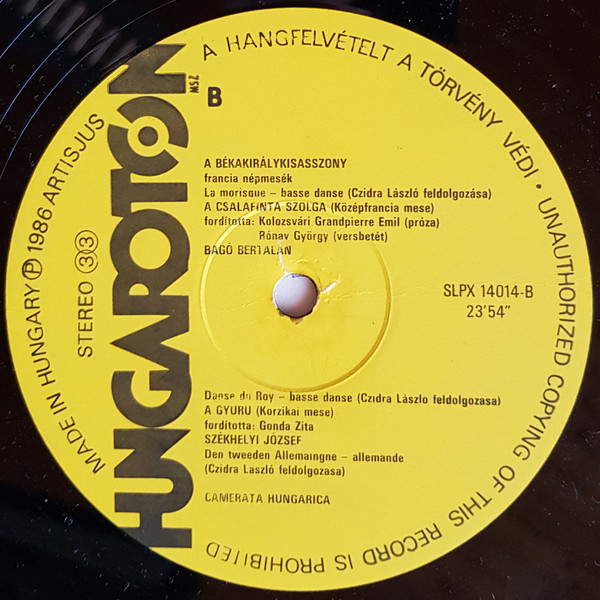 A HANGFELVÉTELT A TÖRVÉNY VÉDI • UNAUTHORIZED COPYING OF THIS RECORD IS PROHIBITED
MADE IN HUNGARY Ⓟ 1986 ARTISJUS
STEREO 33
HUNGAROTON
MSZ
B
A BÉKAKIRÁLYKISASSZONY
francia népmesék
La morisque – basse danse (Czidra László feldolgozása)
A CSALAFINTA SZOLGA (Középfrancia mese)
fordította: Kolozsvári Grandpierre Emil (próza)
Rónay György (versbetét)
BAGÓ BERTALAN
SLPX 14014-B
23'54"
Danse du Roy – basse danse (Czidra László feldolgozasa)
A GYURU (Korzikai mese)
fordította: Gonda Zita
SZÉKHELYI JÓZSEF
Den tweeden Allemaingne – allemande
(Czidra Laszló feldolgozasa)
CAMERATA HUNGARICA